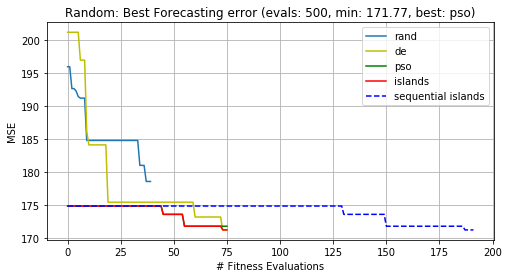 Random: Best Forecasting error (evals: 500, min: 171.77, best: pso)
MSE
200
195
190
185
180
175
170
rand
de
pso
islands
sequential islands
0
25
50
75
100
125
150
175
200
# Fitness Evaluations